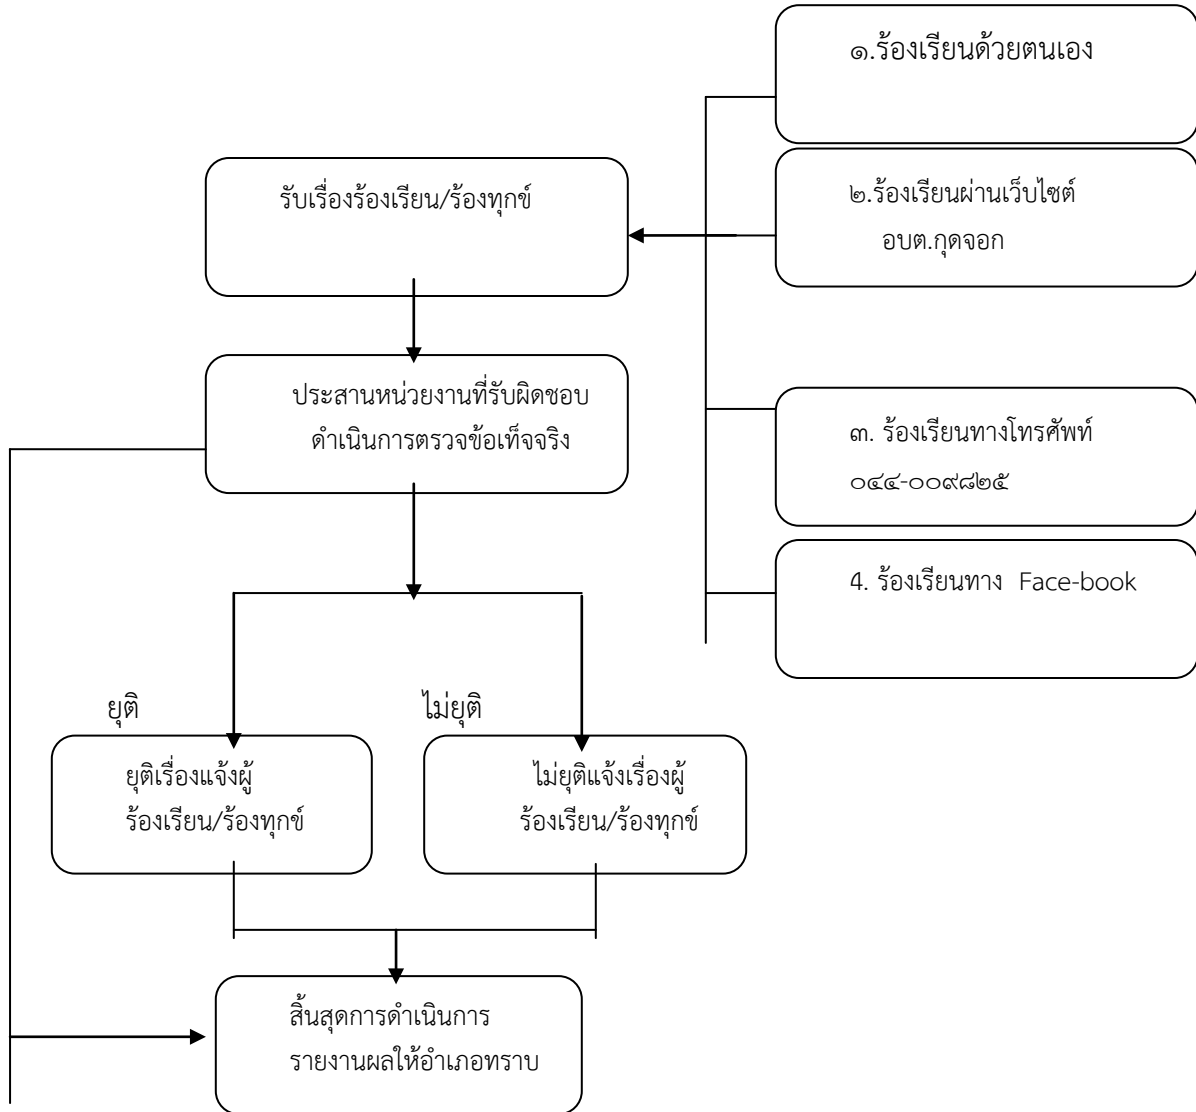 ๑.ร้องเรียนด้วยตนเอง
๒.ร้องเรียนผ่านเว็บไซต์
อบต.กุดจอก
๓. ร้องเรียนทางโทรศัพท์
๐๔๔-๐๐๙๘๒๕
4. ร้องเรียนทาง Face-book
รับเรื่องร้องเรียน/ร้องทุกข์
ประสานหน่วยงานที่รับผิดชอบ
ดำเนินการตรวจข้อเท็จจริง
ยุติ
ไม่ยุติ
ยุติเรื่องแจ้งผู้
ร้องเรียน/ร้องทุกข์
ไม่ยุติแจ้งเรื่องผู้
ร้องเรียน/ร้องทุกข์
สิ้นสุดการดำเนินการ
รายงานผลให้อำเภอทราบ